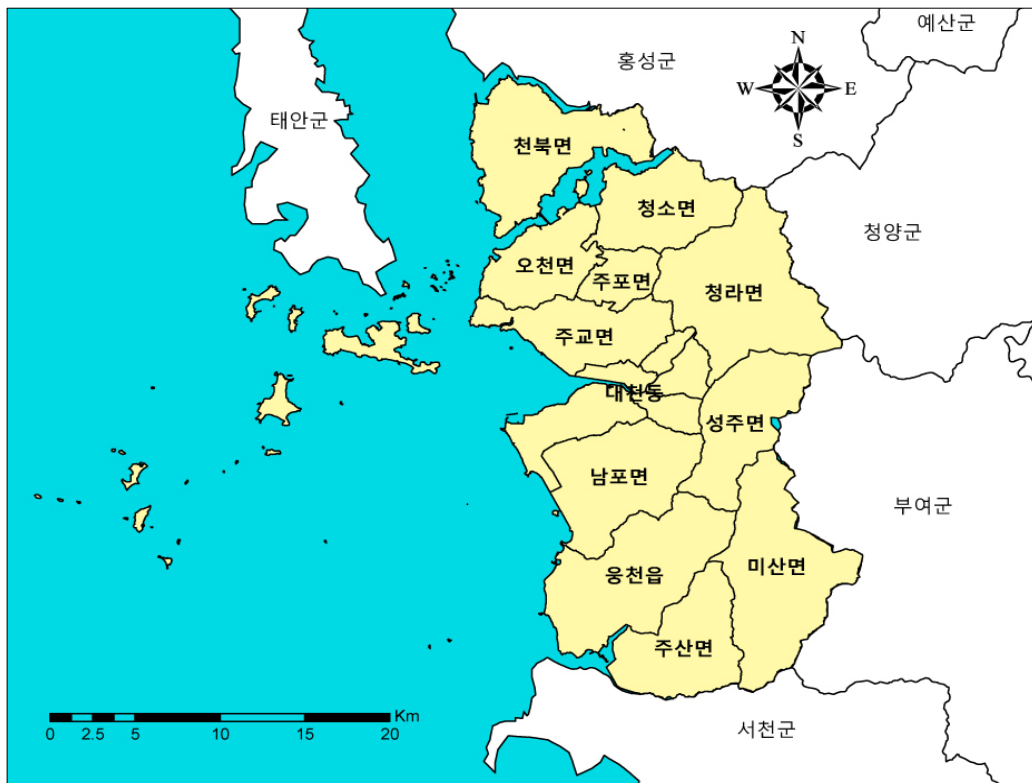 예산군
홍성군
N
W E
S
태안군
천북면
청소면
청양군
오천면
주포면
청라면
주교면
대천동
성주면
남포면
부여군
웅천읍
미산면
주산면
서천군
Km
0 2.5 5 10 20